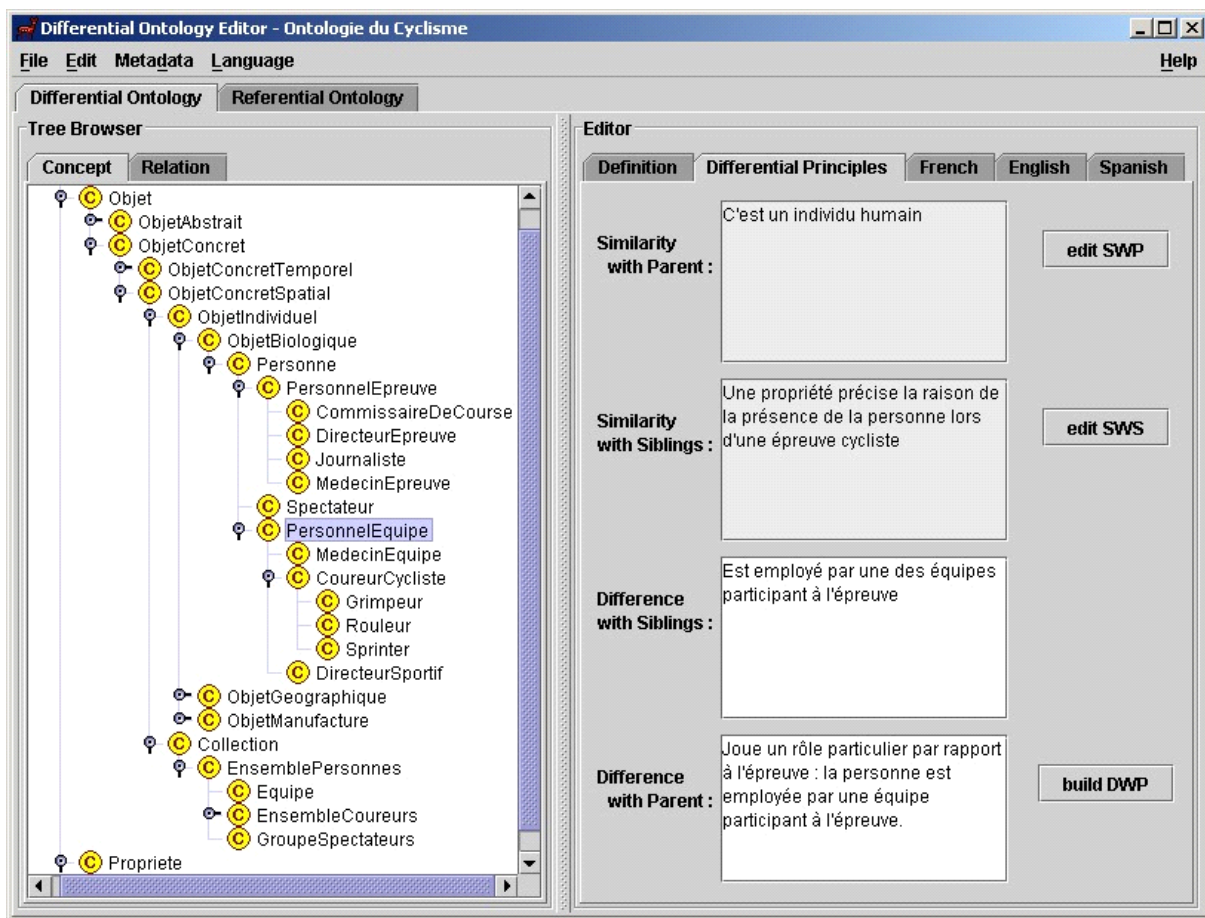 Differential Ontology Editor - Ontologie du Cyclisme
File Edit Metadata Language Help
Differential Ontology Referential Ontology
Tree Browser
Concept Relation
C Objet
C ObjetAbstrait
C ObjetConcret
C ObjetConcretTemporel
C ObjetConcretSpatial
C ObjetIndividuel
C ObjetBiologique
C Personne
C PersonnelEpreuve
C CommissaireDeCourse
C DirecteurEpreuve
C Journaliste
C MedecinEpreuve
C Spectateur
C PersonnelEquipe
C MedecinEquipe
C CoureurCycliste
C Grimpeur
C Rouleur
C Sprinter
C DirecteurSportif
C ObjetGeographique
C ObjetManufacture
C Collection
C EnsemblePersonnes
C Equipe
C EnsembleCoureurs
C GroupeSpectateurs
C Propriete
Editor
Definition Differential Principles French English Spanish
Similarity
with Parent :
C'est un individu humain
edit SWP
Similarity
with Siblings :
Une propriété précise la raison de
la présence de la personne lors
d'une épreuve cycliste
edit SWS
Difference
with Siblings :
Est employé par une des équipes
participant à l'épreuve
Difference
with Parent :
Joue un rôle particulier par rapport
à l'épreuve : la personne est
employée par une équipe
participant à l'épreuve.
build DWP